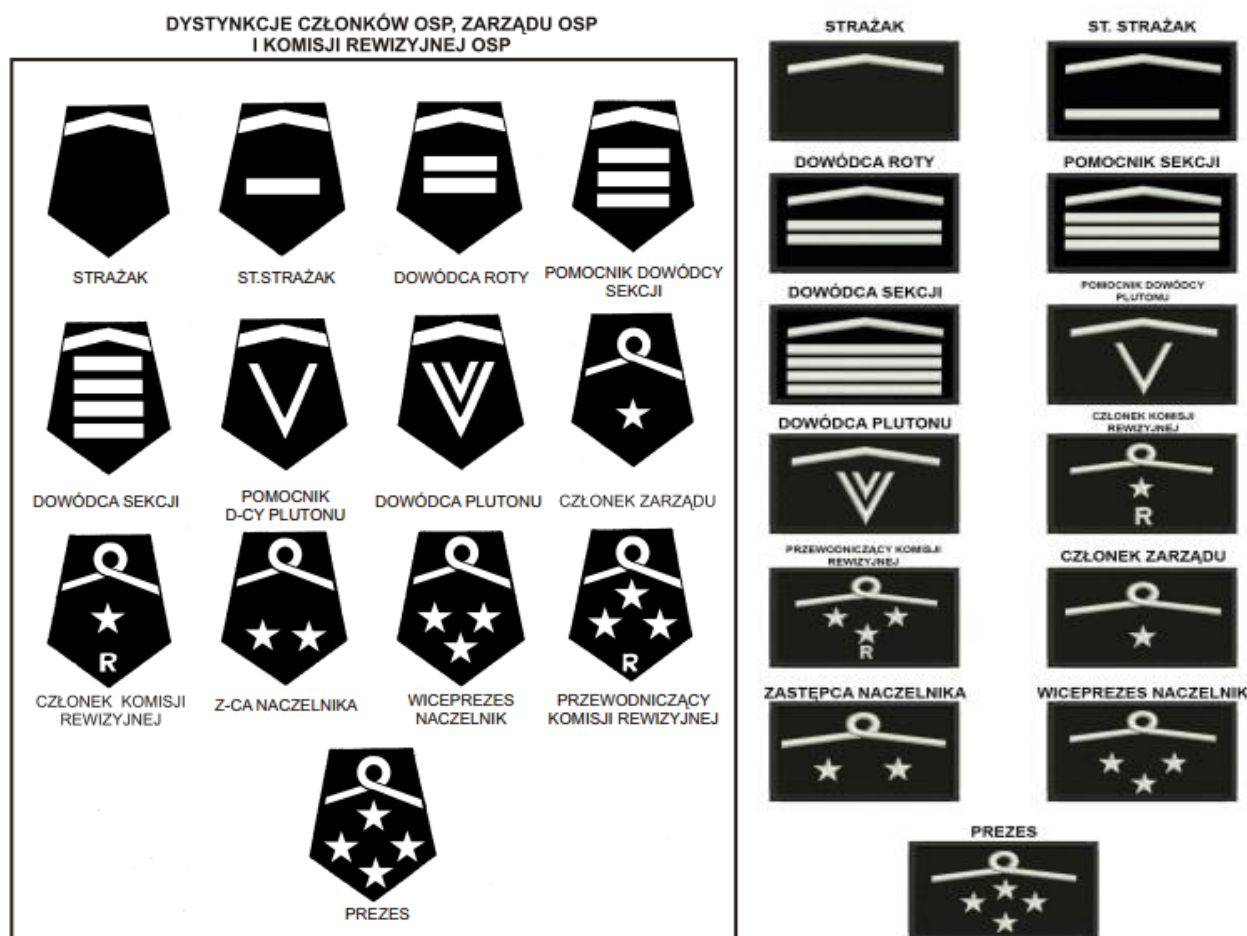 DYSTYNKCJE CZŁONKÓW OSP, ZARZĄDU OSP
I KOMISJI REWIZYJNEJ OSP
STRAŻAK
ST.STRAŻAK
DOWÓDCA ROTY
POMOCNIK DOWÓDCY
SEKCJI
DOWÓDCA SEKCJI
POMOCNIK
D-CY PLUTONU
DOWÓDCA PLUTONU
CZŁONEK ZARZĄDU
R
CZŁONEK KOMISJI
REWIZYJNEJ
Z-CA NACZELNIKA
WICEPREZES
NACZELNIK
R
PRZEWODNICZĄCY
KOMISJI REWIZYJNEJ
PREZES
STRAŻAK
ST. STRAŻAK
DOWÓDCA ROTY
POMOCNIK SEKCJI
DOWÓDCA SEKCJI
POMOCNIK DOWÓDCY
PLUTONU
DOWÓDCA PLUTONU
CZŁONEK KOMISJI
REWIZYJNEJ
R
PRZEWODNICZĄCY KOMISJI
REWIZYJNEJ
R
CZŁONEK ZARZĄDU
ZASTĘPCA NACZELNIKA
WICEPREZES NACZELNIK
PREZES